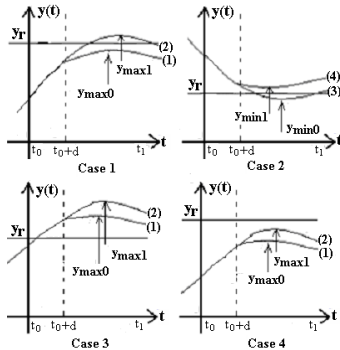 y(t)
yr
(2)
(1)
ymax1
ymax0
t0
t0+d
t1
t
Case 1
y(t)
yr
(4)
(3)
ymin1
ymin0
t0
t0+d
t1
t
Case 2
y(t)
yr
(2)
(1)
ymax1
ymax0
t0
t0+d
t1
t
Case 3
y(t)
yr
(2)
(1)
ymax1
ymax0
t0
t0+d
t1
t
Case 4